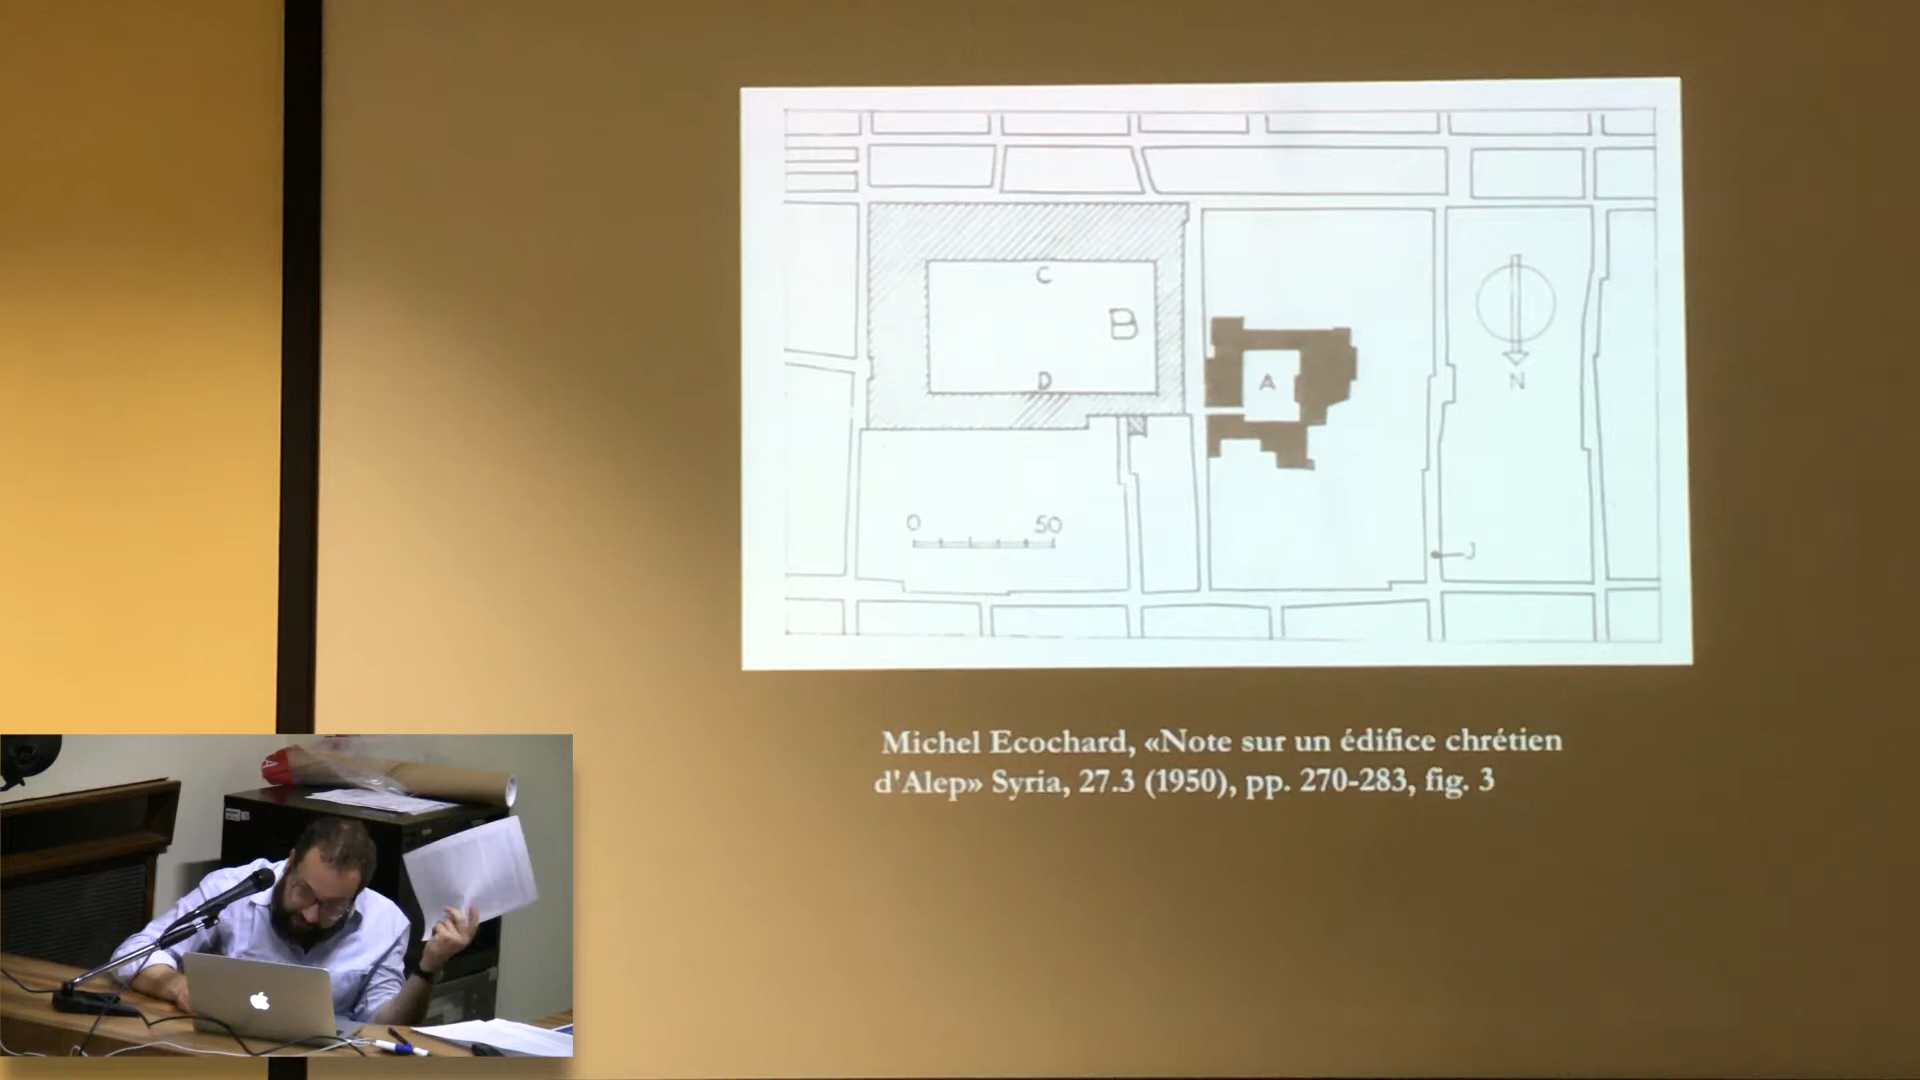 C
B
D
A
N
0 50
J
Michel Ecochard, «Note sur un édifice chrétien
d'Alep» Syria, 27.3 (1950), pp. 270-283, fig. 3